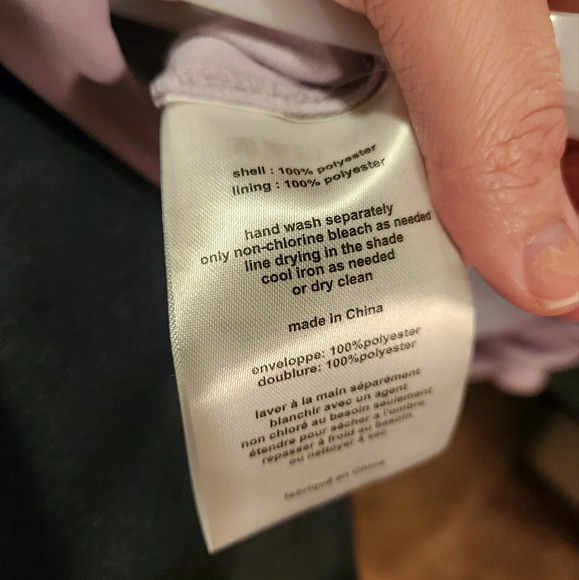 shell : 100% polyester
lining : 100% polyester
hand wash separately
only non-chlorine bleach as needed
line drying in the shade
cool iron as needed
or dry clean
made in China
enveloppe: 100%polyester
doublure: 100%polyester
laver à la main séparément
blanchir avec un agent
non chloré au besoin seulement
étendre pour sécher a l'ombre
repasser à froid au besoin
ou nettoyer à sec
fabriqué en Chine